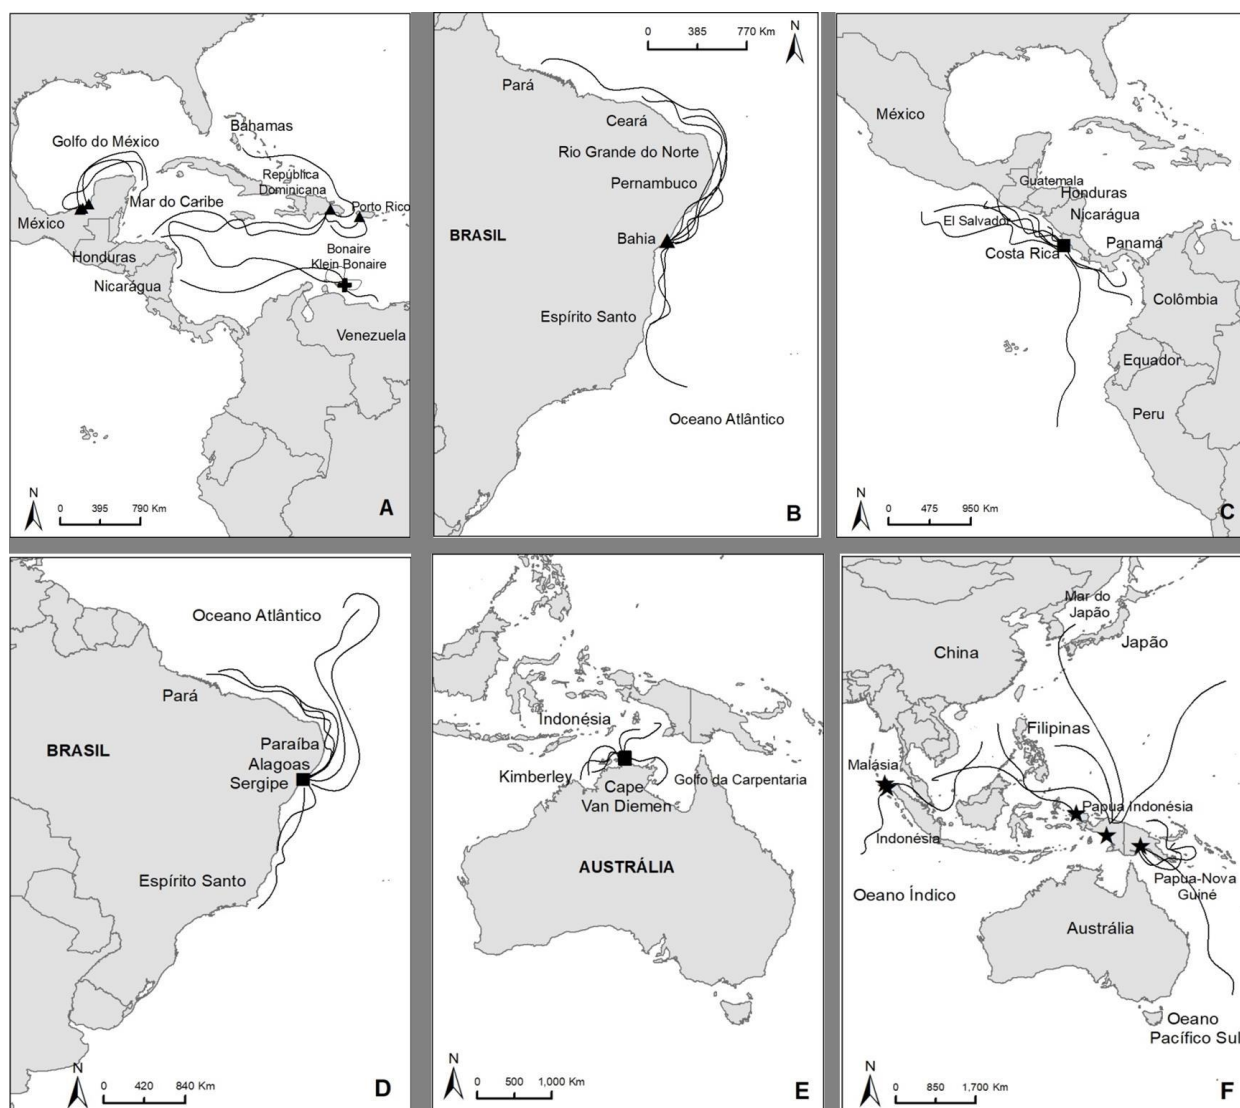 Bahamas
Golfo do México
República
Dominicana
Mar do Caribe
Porto Rico
México
Bonaire
Klein Bonaire
Honduras
Nicarágua
Venezuela
N
0 395 790 Km
A
0 385 770 Km
N
Pará
Ceará
Rio Grande do Norte
Pernambuco
BRASIL
Bahia
Espírito Santo
Oceano Atlântico
B
México
Guatemala
Honduras
El Salvador
Nicarágua
Costa Rica
Panamá
Colômbia
Equador
Peru
N
0 475 950 Km
C
Oceano Atlântico
Pará
BRASIL
Paraíba
Alagoas
Sergipe
Espírito Santo
N
0 420 840 Km
D
Indonésia
Kimberley
Golfo da Carpentaria
Cape
Van Diemen
AUSTRÁLIA
N
0 500 1,000 Km
E
Mar do
Japão
Japão
China
Filipinas
Malásia
Papua Indonésia
Indonésia
Papua-Nova
Guiné
Oeano Índico
Austrália
Oeano
Pacífico Sul
N
0 850 1,700 Km
F